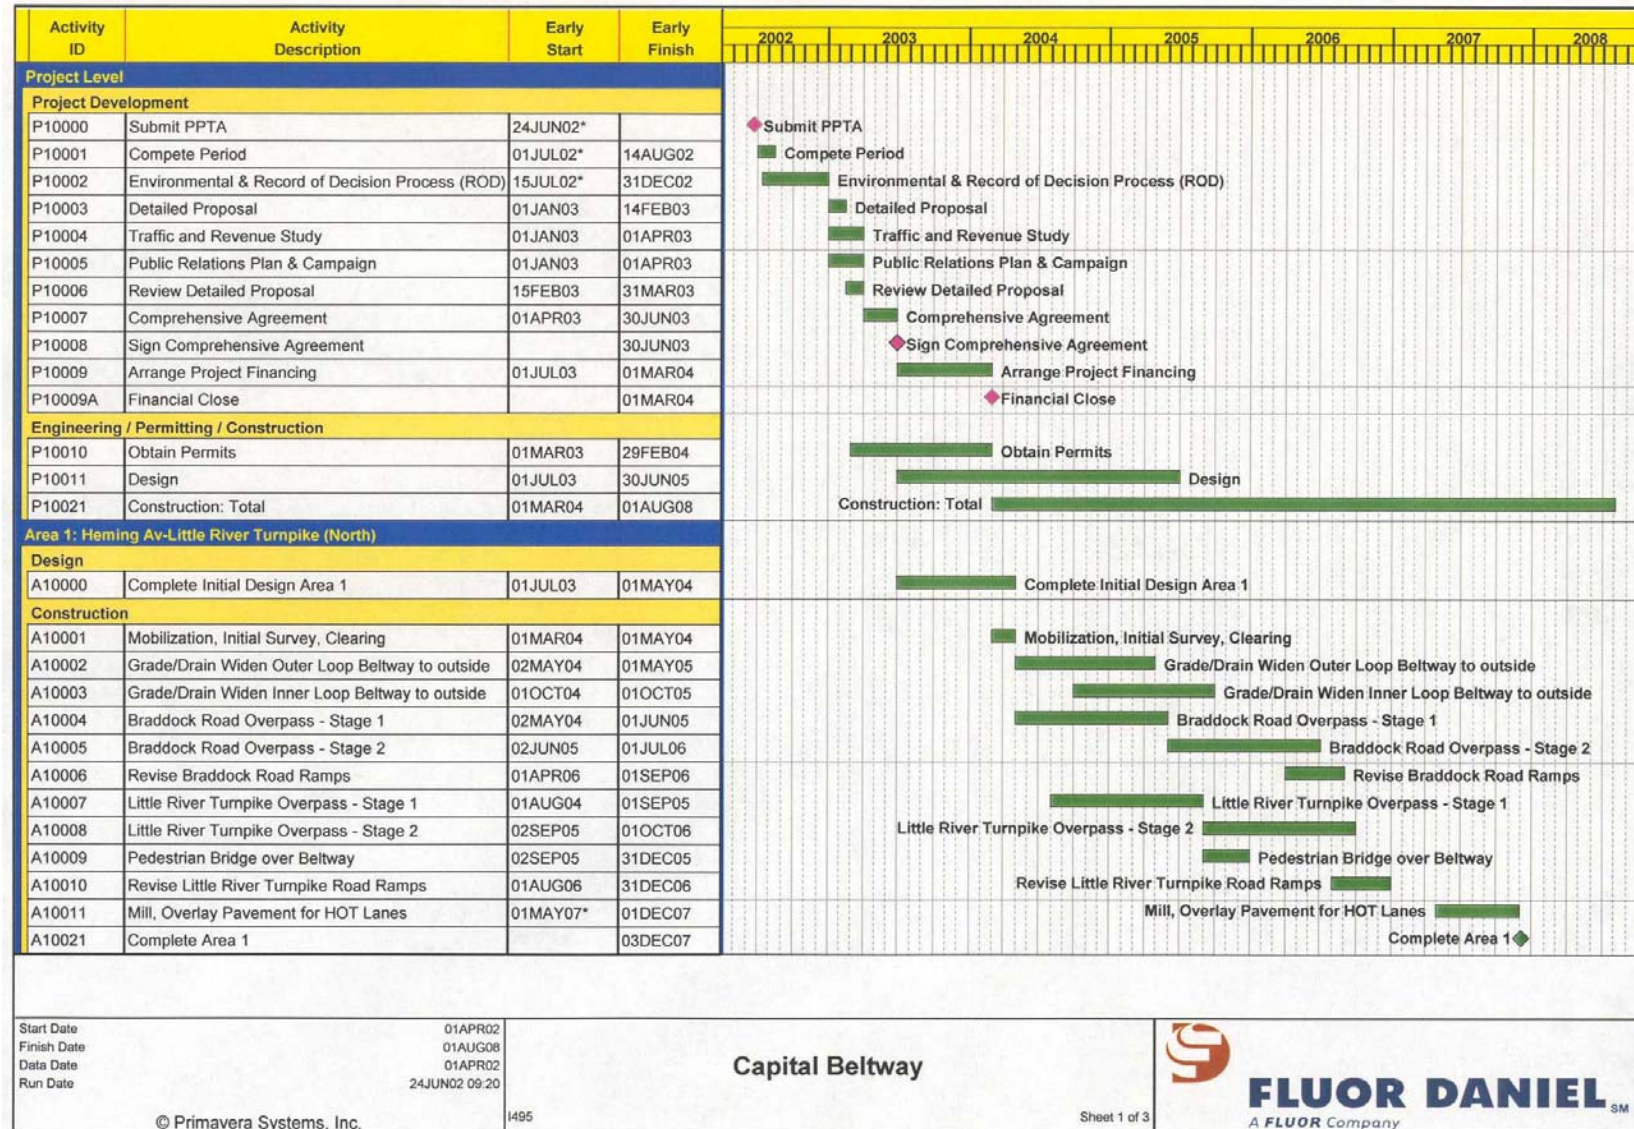 Activity ID Activity Description Early Start Early Finish 2002 2003 2004 2005 2006 2007 2008
Project Level
Project Development
P10000 Submit PPTA 24JUN02* Submit PPTA
P10001 Compete Period 01JUL02* 14AUG02 Compete Period
P10002 Environmental & Record of Decision Process (ROD) 15JUL02* 31DEC02 Environmental & Record of Decision Process (ROD)
P10003 Detailed Proposal 01JAN03 14FEB03 Detailed Proposal
P10004 Traffic and Revenue Study 01JAN03 01APR03 Traffic and Revenue Study
P10005 Public Relations Plan & Campaign 01JAN03 01APR03 Public Relations Plan & Campaign
P10006 Review Detailed Proposal 15FEB03 31MAR03 Review Detailed Proposal
P10007 Comprehensive Agreement 01APR03 30JUN03 Comprehensive Agreement
P10008 Sign Comprehensive Agreement 30JUN03 Sign Comprehensive Agreement
P10009 Arrange Project Financing 01JUL03 01MAR04 Arrange Project Financing
P10009A Financial Close 01MAR04 Financial Close
Engineering / Permitting / Construction
P10010 Obtain Permits 01MAR03 29FEB04 Obtain Permits
P10011 Design 01JUL03 30JUN05 Design
P10021 Construction: Total 01MAR04 01AUG08 Construction: Total
Area 1: Heming Av-Little River Turnpike (North)
Design
A10000 Complete Initial Design Area 1 01JUL03 01MAY04 Complete Initial Design Area 1
Construction
A10001 Mobilization, Initial Survey, Clearing 01MAR04 01MAY04 Mobilization, Initial Survey, Clearing
A10002 Grade/Drain Widen Outer Loop Beltway to outside 02MAY04 01MAY05 Grade/Drain Widen Outer Loop Beltway to outside
A10003 Grade/Drain Widen Inner Loop Beltway to outside 01OCT04 01OCT05 Grade/Drain Widen Inner Loop Beltway to outside
A10004 Braddock Road Overpass - Stage 1 02MAY04 01JUN05 Braddock Road Overpass - Stage 1
A10005 Braddock Road Overpass - Stage 2 02JUN05 01JUL06 Braddock Road Overpass - Stage 2
A10006 Revise Braddock Road Ramps 01APR06 01SEP06 Revise Braddock Road Ramps
A10007 Little River Turnpike Overpass - Stage 1 01AUG04 01SEP05 Little River Turnpike Overpass - Stage 1
A10008 Little River Turnpike Overpass - Stage 2 02SEP05 01OCT06 Little River Turnpike Overpass - Stage 2
A10009 Pedestrian Bridge over Beltway 02SEP05 31DEC05 Pedestrian Bridge over Beltway
A10010 Revise Little River Turnpike Road Ramps 01AUG06 31DEC06 Revise Little River Turnpike Road Ramps
A10011 Mill, Overlay Pavement for HOT Lanes 01MAY07* 01DEC07 Mill, Overlay Pavement for HOT Lanes
A10021 Complete Area 1 03DEC07 Complete Area 1
Start Date 01APR02
Finish Date 01AUG08
Data Date 01APR02
Run Date 24JUN02 09:20
© Primavera Systems, Inc.
Capital Beltway
I495
Sheet 1 of 3
FLUOR DANIEL SM
A FLUOR Company